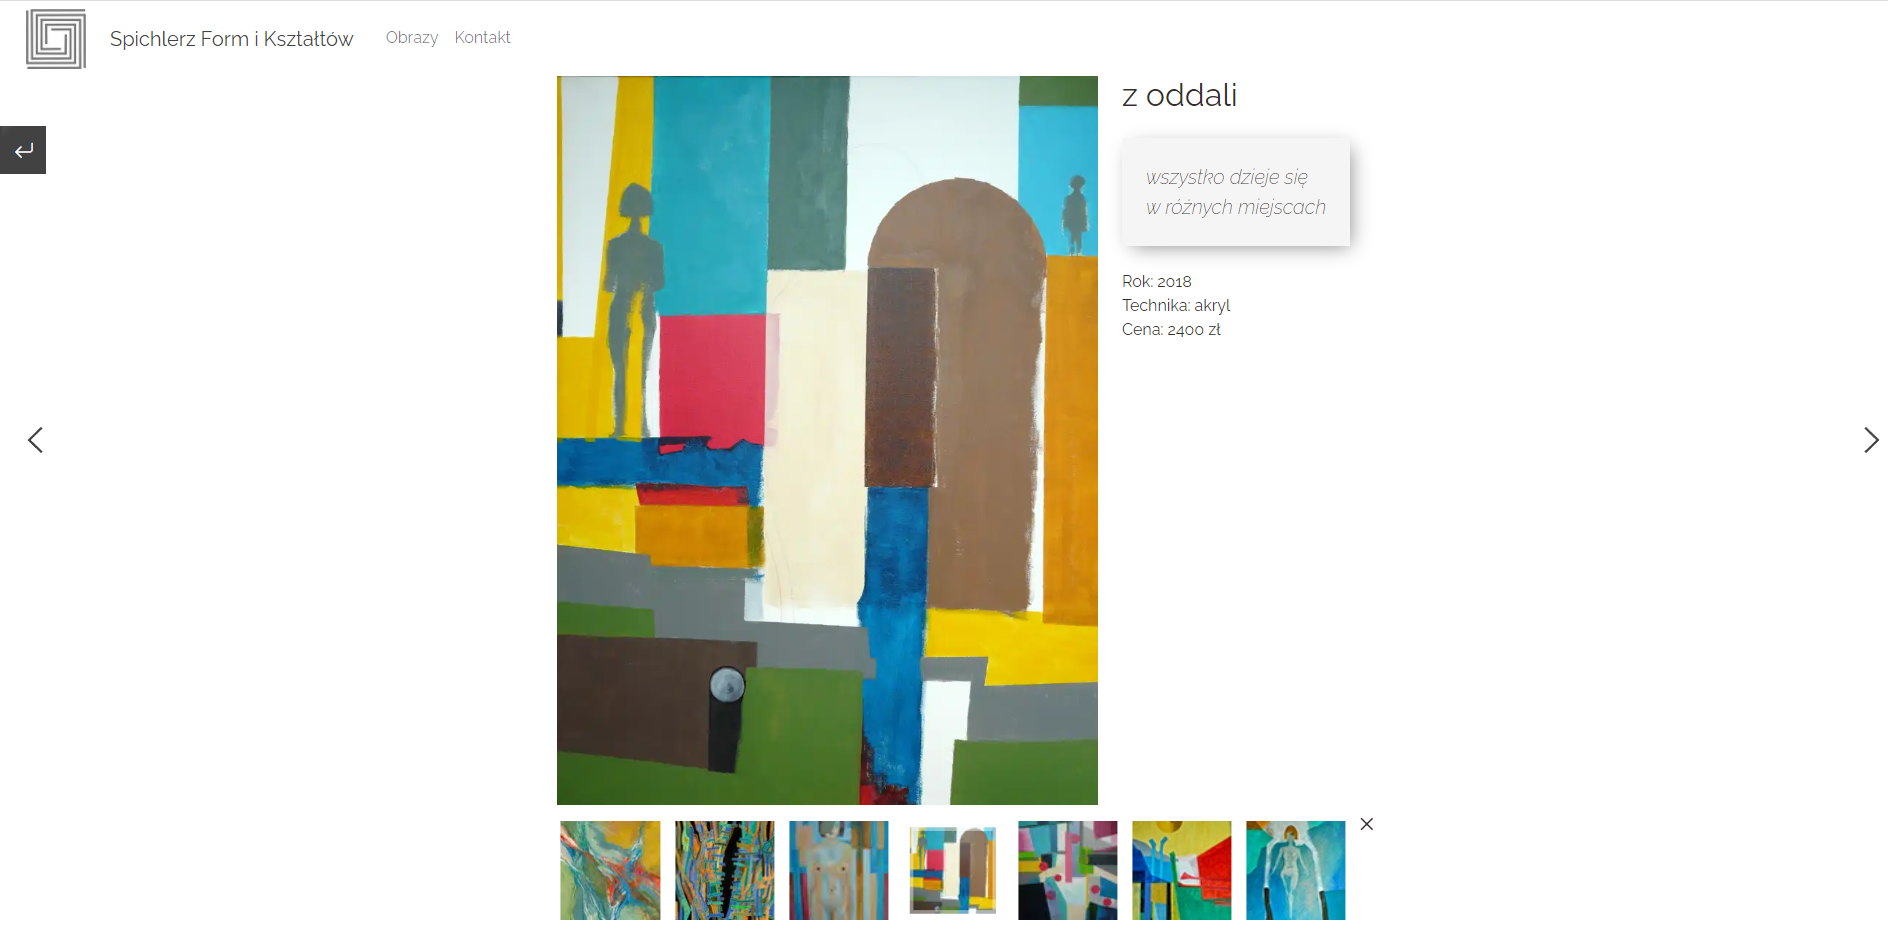 Spichlerz Form i Kształtów
Obrazy
Kontakt
z oddali
wszystko dzieje się
w różnych miejscach
Rok: 2018
Technika: akryl
Cena: 2400 zł